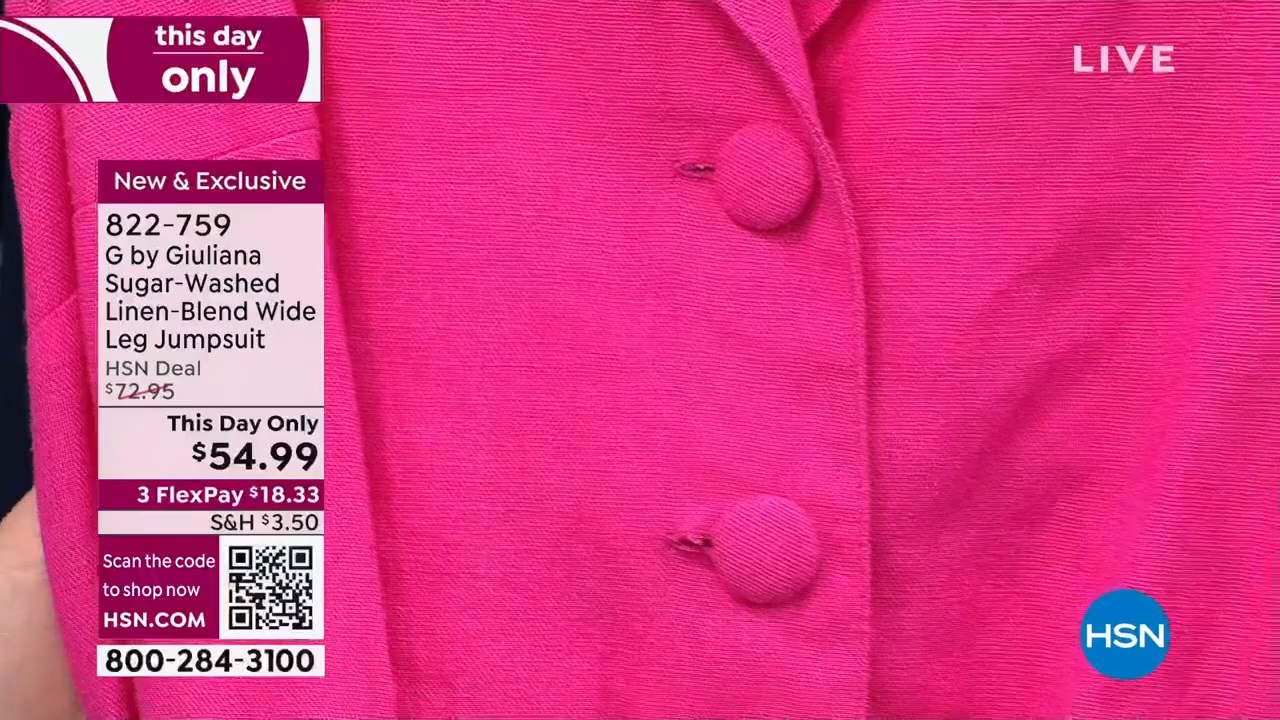 this day
only
LIVE
New & Exclusive
822-759
G by Giuliana
Sugar-Washed
Linen-Blend Wide
Leg Jumpsuit
HSN Deal
$72.95
This Day Only
$54.99
3 FlexPay $18.33
S&H $3.50
Scan the code
to shop now
HSN.COM
800-284-3100
HSN